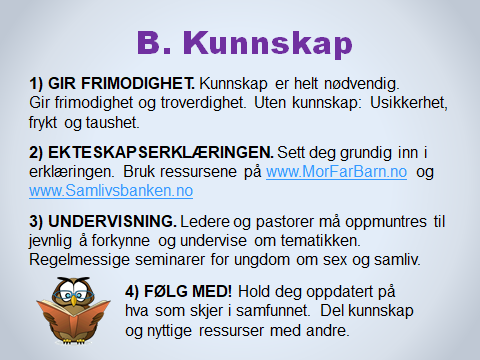 B. Kunnskap
1) GIR FRIMODIGHET. Kunnskap er helt nødvendig.
Gir frimodighet og troverdighet. Uten kunnskap: Usikkerhet,
frykt og taushet.
2) EKTESKAPSERKLÆRINGEN. Sett deg grundig inn i
erklæringen. Bruk ressursene på www.MorFarBarn.no og
www.Samlivsbanken.no
3) UNDERVISNING. Ledere og pastorer må oppmuntres til
jevnlig å forkynne og undervise om tematikken.
Regelmessige seminarer for ungdom om sex og samliv.
4) FØLG MED! Hold deg oppdatert på
hva som skjer i samfunnet. Del kunnskap
og nyttige ressurser med andre.